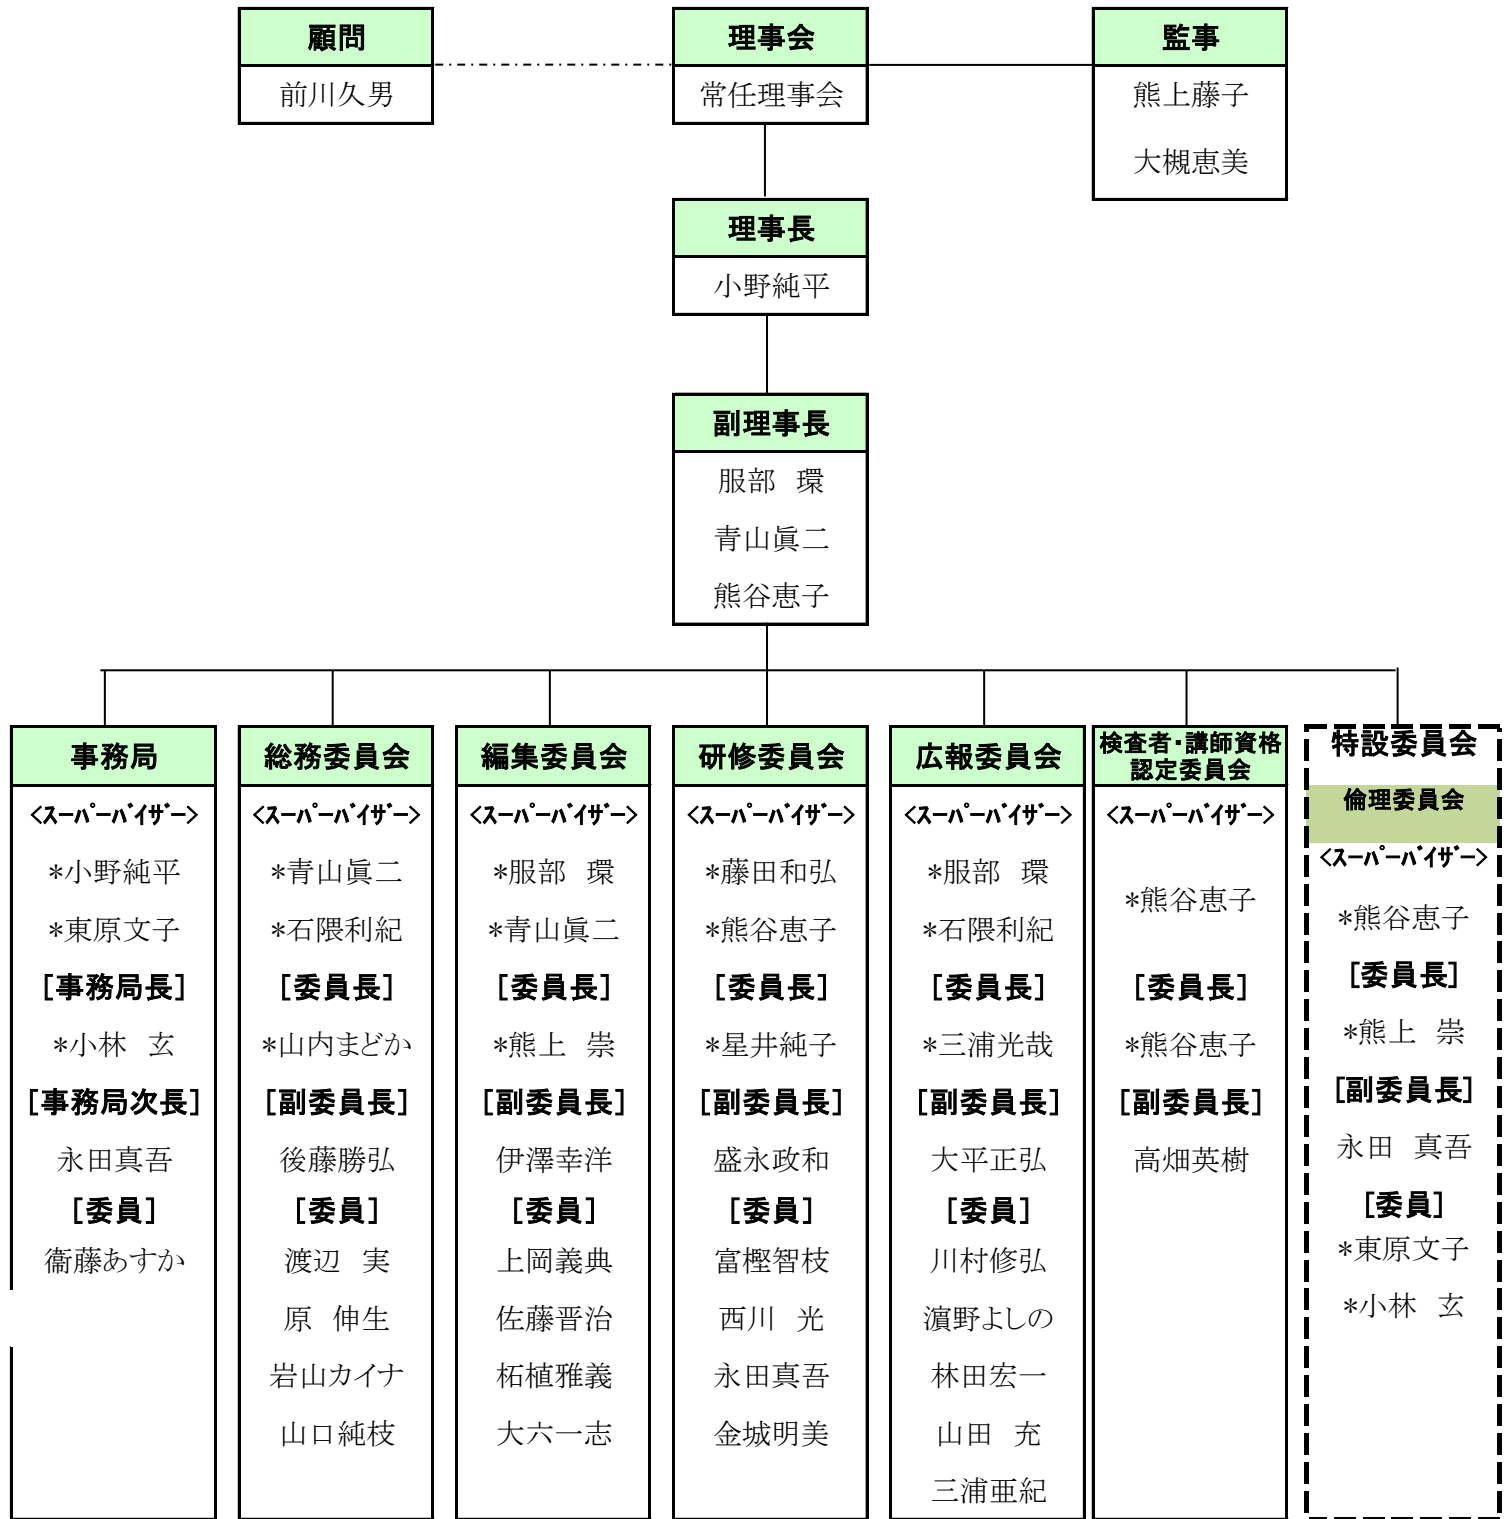 顧問
前川久男
理事会
常任理事会
監事
熊上藤子
大槻恵美
理事長
小野純平
副理事長
服部　環
青山眞二
熊谷恵子
事務局
<スーパーバイザー>
*小野純平
*東原文子
[事務局長]
*小林　玄
[事務局次長]
永田真吾
[委員]
衞藤あすか
総務委員会
<スーパーバイザー>
*青山眞二
*石隈利紀
[委員長]
*山内まどか
[副委員長]
後藤勝弘
[委員]
渡辺　実
原　伸生
岩山カイナ
山口純枝
編集委員会
<スーパーバイザー>
*服部　環
*青山眞二
[委員長]
*熊上　崇
[副委員長]
伊澤幸洋
[委員]
上岡義典
佐藤晋治
柘植雅義
大六一志
研修委員会
<スーパーバイザー>
*藤田和弘
*熊谷恵子
[委員長]
*星井純子
[副委員長]
盛永政和
[委員]
富樫智枝
西川　光
永田真吾
金城明美
広報委員会
<スーパーバイザー>
*服部　環
*石隈利紀
[委員長]
*三浦光哉
[副委員長]
大平正弘
[委員]
川村修弘
濵野よしの
林田宏一
山田　充
三浦亜紀
検査者・講師資格
認定委員会
<スーパーバイザー>
*熊谷恵子
[委員長]
*熊谷恵子
[副委員長]
高畑英樹
特設委員会
倫理委員会
<スーパーバイザー>
*熊谷恵子
[委員長]
*熊上　崇
[副委員長]
永田　真吾
[委員]
*東原文子
*小林　玄